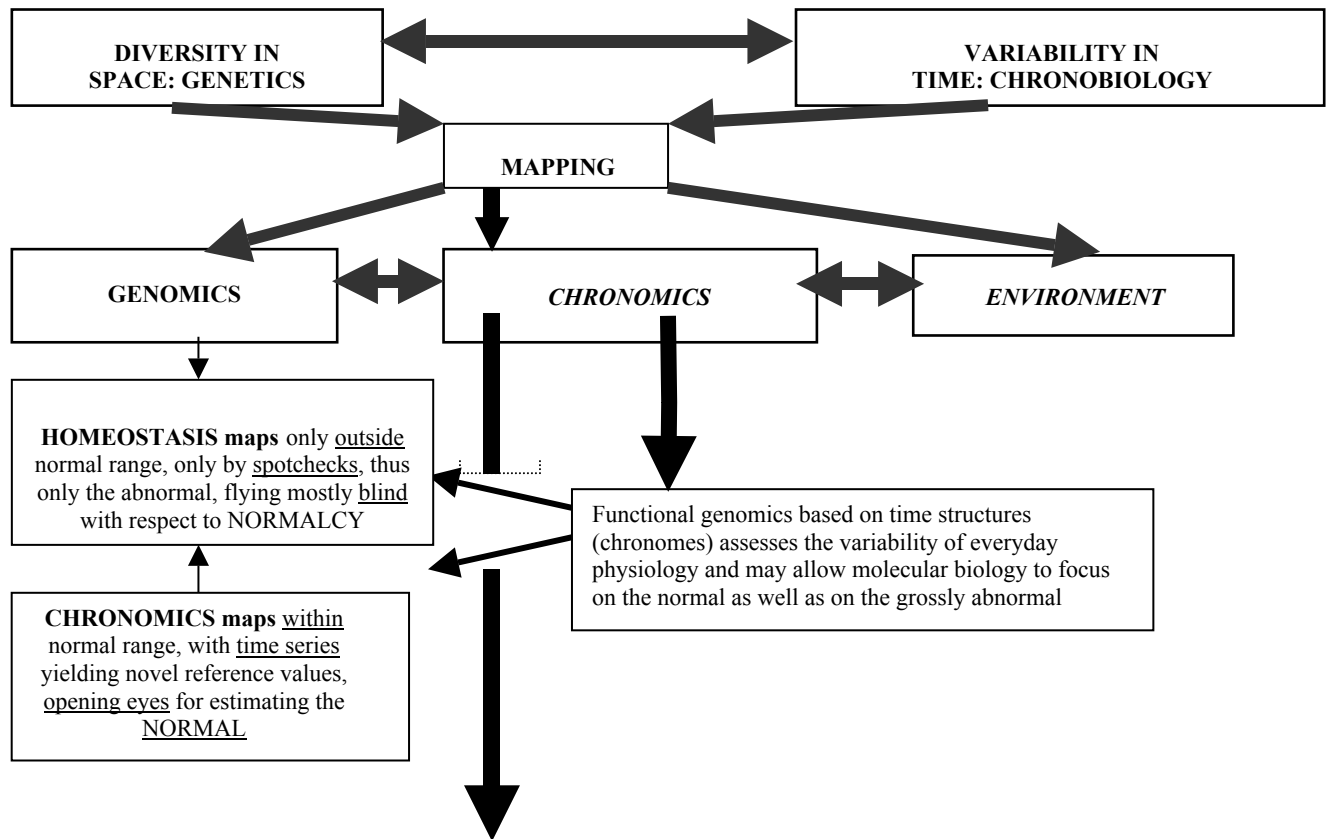 DIVERSITY IN
SPACE: GENETICS
VARIABILITY IN
TIME: CHRONOBIOLOGY
MAPPING
GENOMICS
CHRONOMICS
ENVIRONMENT
HOMEOSTASIS maps only outside
normal range, only by spotchecks, thus
only the abnormal, flying mostly blind
with respect to NORMALCY
Functional genomics based on time structures
(chronomes) assesses the variability of everyday
physiology and may allow molecular biology to focus
on the normal as well as on the grossly abnormal
CHRONOMICS maps within
normal range, with time series
yielding novel reference values,
opening eyes for estimating the
NORMAL